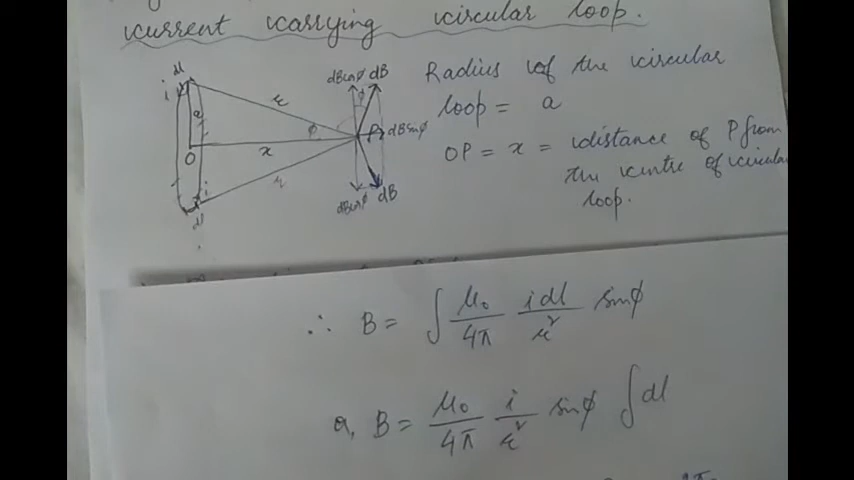 current carrying circular loop.
Radius of the circular
loop = a
OP = x = distance of P from
the centre of circular
loop.
dl
i
a
r
O
x
φ
r
i
dl
dBcosφ dB
φ
P dBsinφ
dBcosφ dB
∴ B = ∫ μ₀/4π idl/r² sinφ
or, B = μ₀/4π i/r² sinφ ∫dl